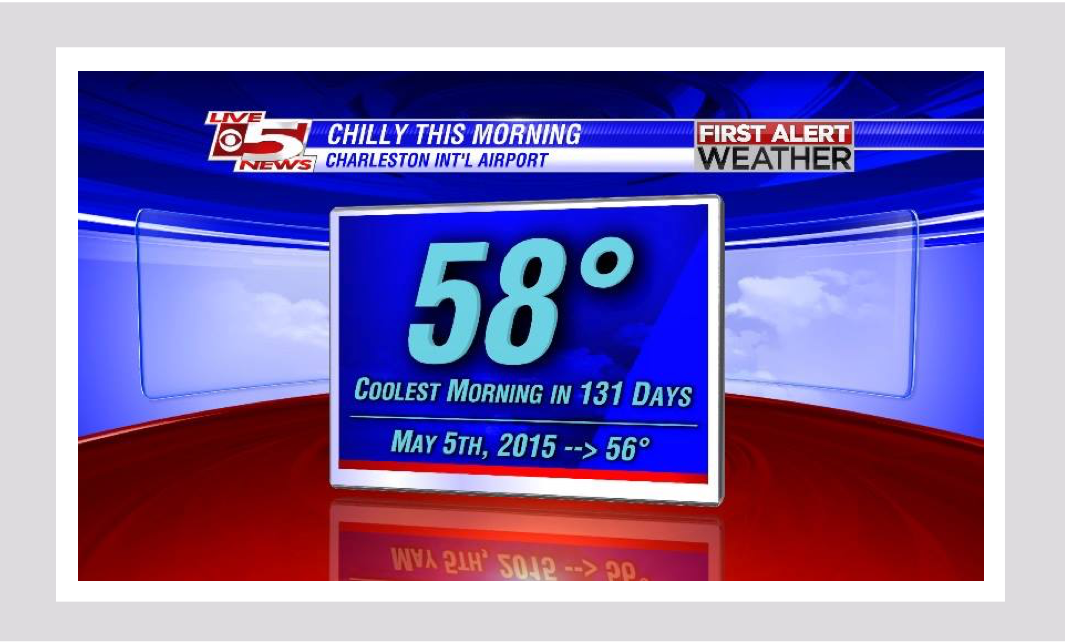 LIVE
5
NEWS
CHILLY THIS MORNING
CHARLESTON INT'L AIRPORT
FIRST ALERT
WEATHER
58°
COOLEST MORNING IN 131 DAYS
MAY 5TH, 2015 --> 56°
MAY 5TH, 2015 --> 56°